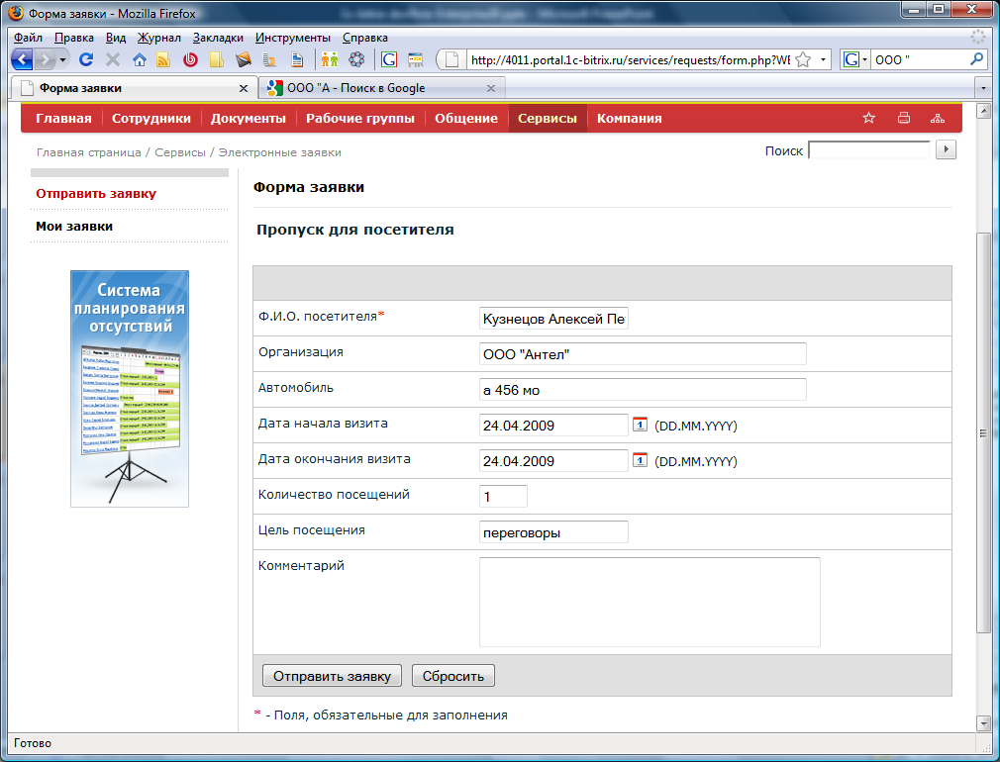 Форма заявки - Mozilla Firefox
Файл Правка Вид Журнал Закладки Инструменты Справка
http://4011.portal.1c-bitrix.ru/services/requests/form.php?WE
G ООО "
Форма заявки
ООО "А - Поиск в Google
Главная Сотрудники Документы Рабочие группы Общение Сервисы Компания
Главная страница / Сервисы / Электронные заявки
Поиск
Отправить заявку
Мои заявки
Система
планирования
отсутствий
Форма заявки
Пропуск для посетителя
Ф.И.О. посетителя* Кузнецов Алексей Пе
Организация ООО "Антел"
Автомобиль а 456 мо
Дата начала визита 24.04.2009 (DD.MM.YYYY)
Дата окончания визита 24.04.2009 (DD.MM.YYYY)
Количество посещений 1
Цель посещения переговоры
Комментарий
Отправить заявку Сбросить
* - Поля, обязательные для заполнения
Готово